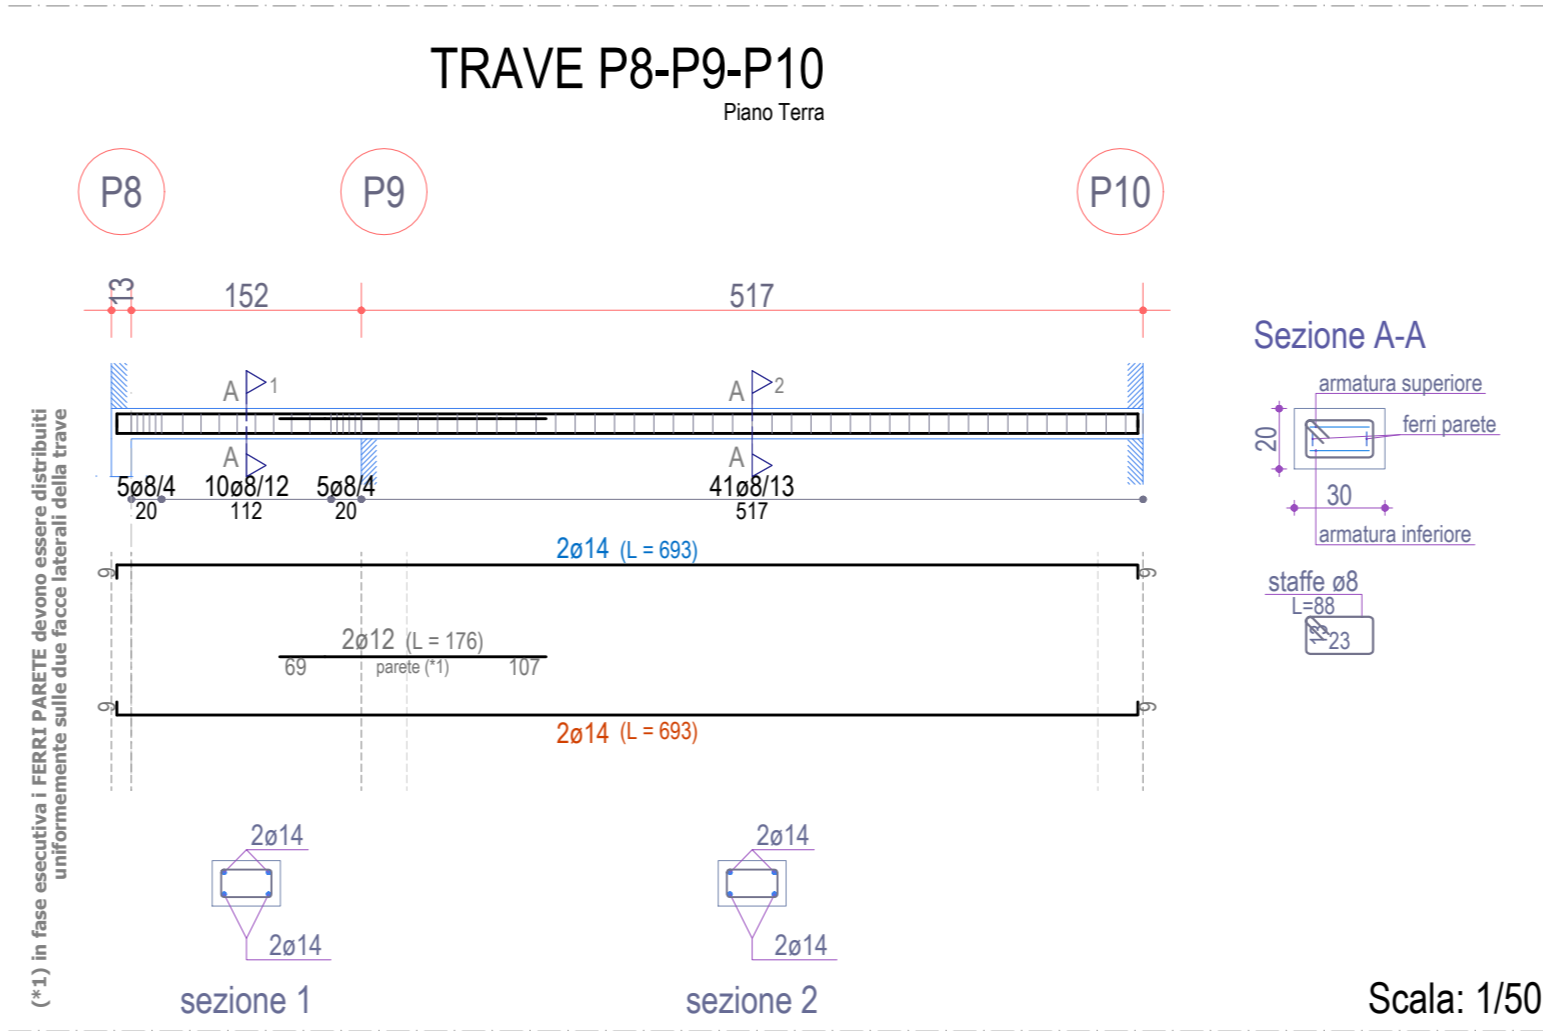 TRAVE P8-P9-P10
Piano Terra
P8
P9
P10
13
152
517
A
1
A
2
A
A
5ø8/4
10ø8/12
5ø8/4
41ø8/13
20
112
20
517
2ø14 (L = 693)
9
9
2ø12 (L = 176)
69
parete (*1)
107
9
9
2ø14 (L = 693)
(*1) in fase esecutiva i FERRI PARETE devono essere distribuiti
uniformemente sulle due facce laterali della trave
Sezione A-A
armatura superiore
ferri parete
20
30
armatura inferiore
staffe ø8
L=88
13
23
2ø14
2ø14
sezione 1
2ø14
2ø14
sezione 2
Scala: 1/50